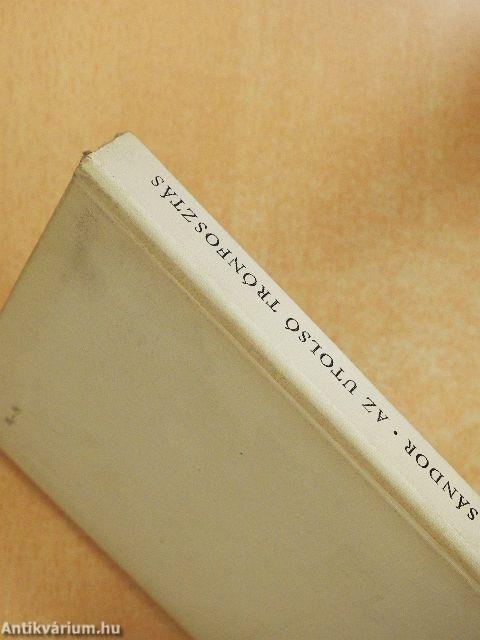 SÁNDOR · AZ UTOLSÓ TRÓNFOSZTÁS
Antikvárium.hu